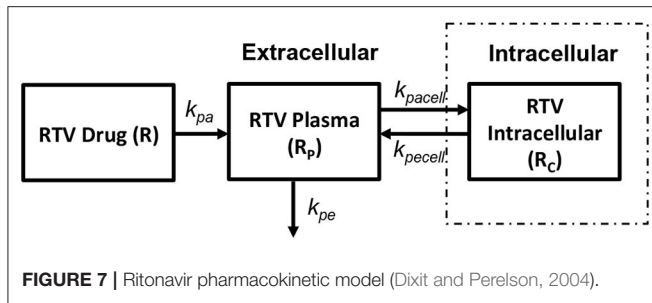 Extracellular
Intracellular
RTV Drug (R)
k_pa
RTV Plasma
(R_P)
k_pacell
k_pecell
RTV
Intracellular
(R_C)
k_pe
FIGURE 7 | Ritonavir pharmacokinetic model (Dixit and Perelson, 2004).